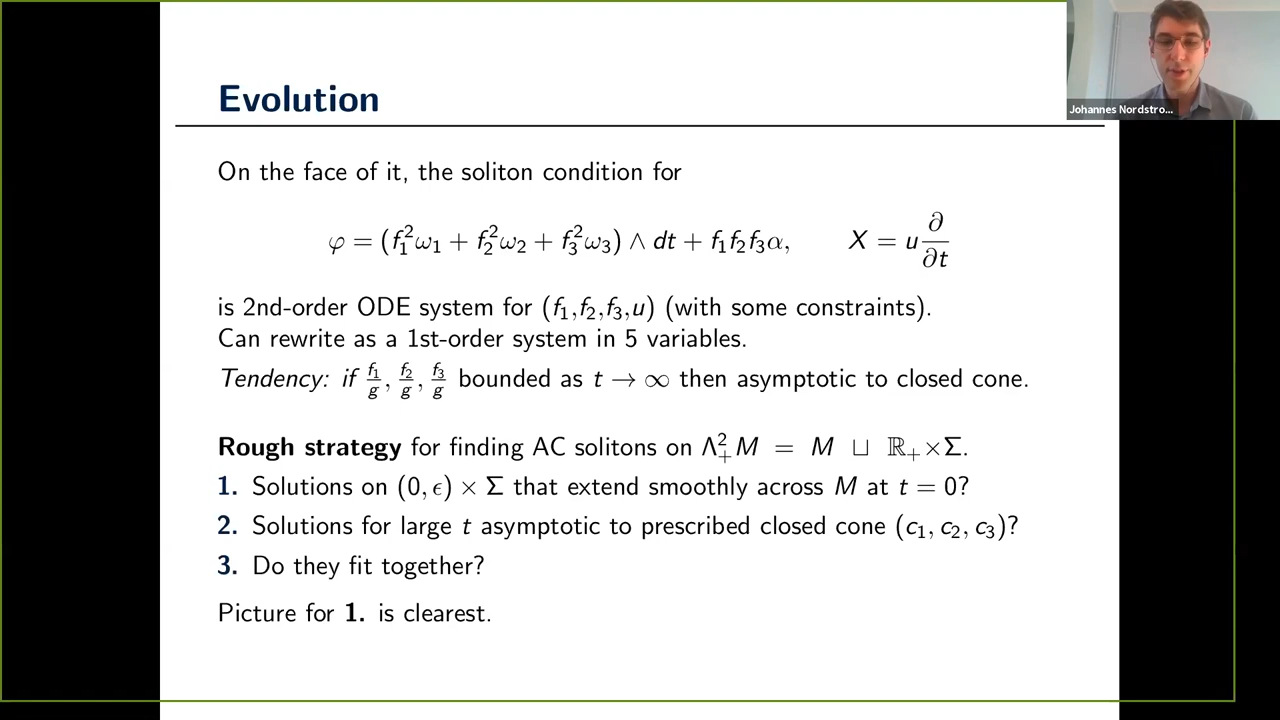 Johannes Nordstro...
Evolution
On the face of it, the soliton condition for
φ = (f₁²ω₁ + f₂²ω₂ + f₃²ω₃) ∧ dt + f₁f₂f₃α,  X = u ∂/∂t
is 2nd-order ODE system for (f₁,f₂,f₃,u) (with some constraints).
Can rewrite as a 1st-order system in 5 variables.
Tendency: if f₁/g, f₂/g, f₃/g bounded as t → ∞ then asymptotic to closed cone.
Rough strategy for finding AC solitons on Λ²₊M = M ⊔ ℝ₊×Σ.
1. Solutions on (0, ϵ) × Σ that extend smoothly across M at t = 0?
2. Solutions for large t asymptotic to prescribed closed cone (c₁, c₂, c₃)?
3. Do they fit together?
Picture for 1. is clearest.